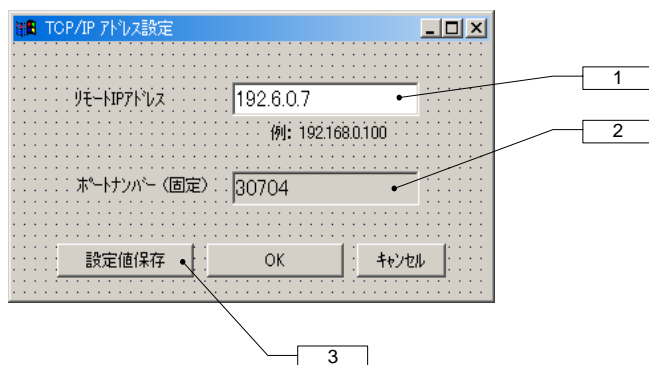 TCP/IP ｱﾄﾞﾚｽ設定
ﾘﾓｰﾄIPｱﾄﾞﾚｽ
192.6.0.7
1
例: 192.168.0.100
2
ﾎﾟｰﾄﾅﾝﾊﾞｰ (固定)
30704
設定値保存
OK
ｷｬﾝｾﾙ
3